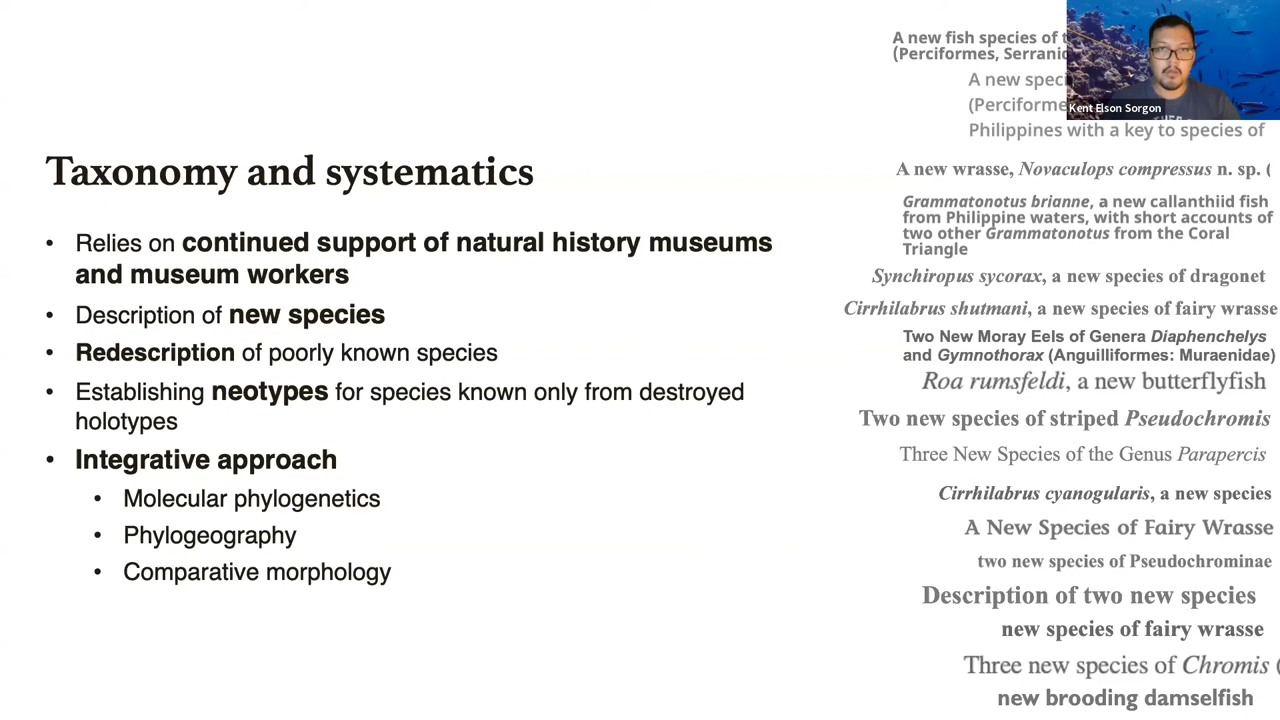 Taxonomy and systematics
• Relies on continued support of natural history museums
and museum workers
• Description of new species
• Redescription of poorly known species
• Establishing neotypes for species known only from destroyed
holotypes
• Integrative approach
• Molecular phylogenetics
• Phylogeography
• Comparative morphology
A new fish species of
(Perciformes,
A new
Philippines with a key to species of
A new wrasse, Novaculops compressus n. sp. (
Grammatonotus brianne, a new callanthiid fish
from Philippine waters, with short accounts of
two other Grammatonotus from the Coral
Triangle
Synchiropus sycorax, a new species of dragonet
Cirrhilabrus shutmani, a new species of fairy wrasse
Two New Moray Eels of Genera Diaphenchelys
and Gymnothorax (Anguilliformes: Muraenidae)
Roa rumsfeldi, a new butterflyfish
Two new species of striped Pseudochromis
Three New Species of the Genus Parapercis
Cirrhilabrus cyanogularis, a new species
A New Species of Fairy Wrasse
two new species of Pseudochrominae
Description of two new species
new species of fairy wrasse
Three new species of Chromis (
new brooding damselfish
Kent Elson Sorgon